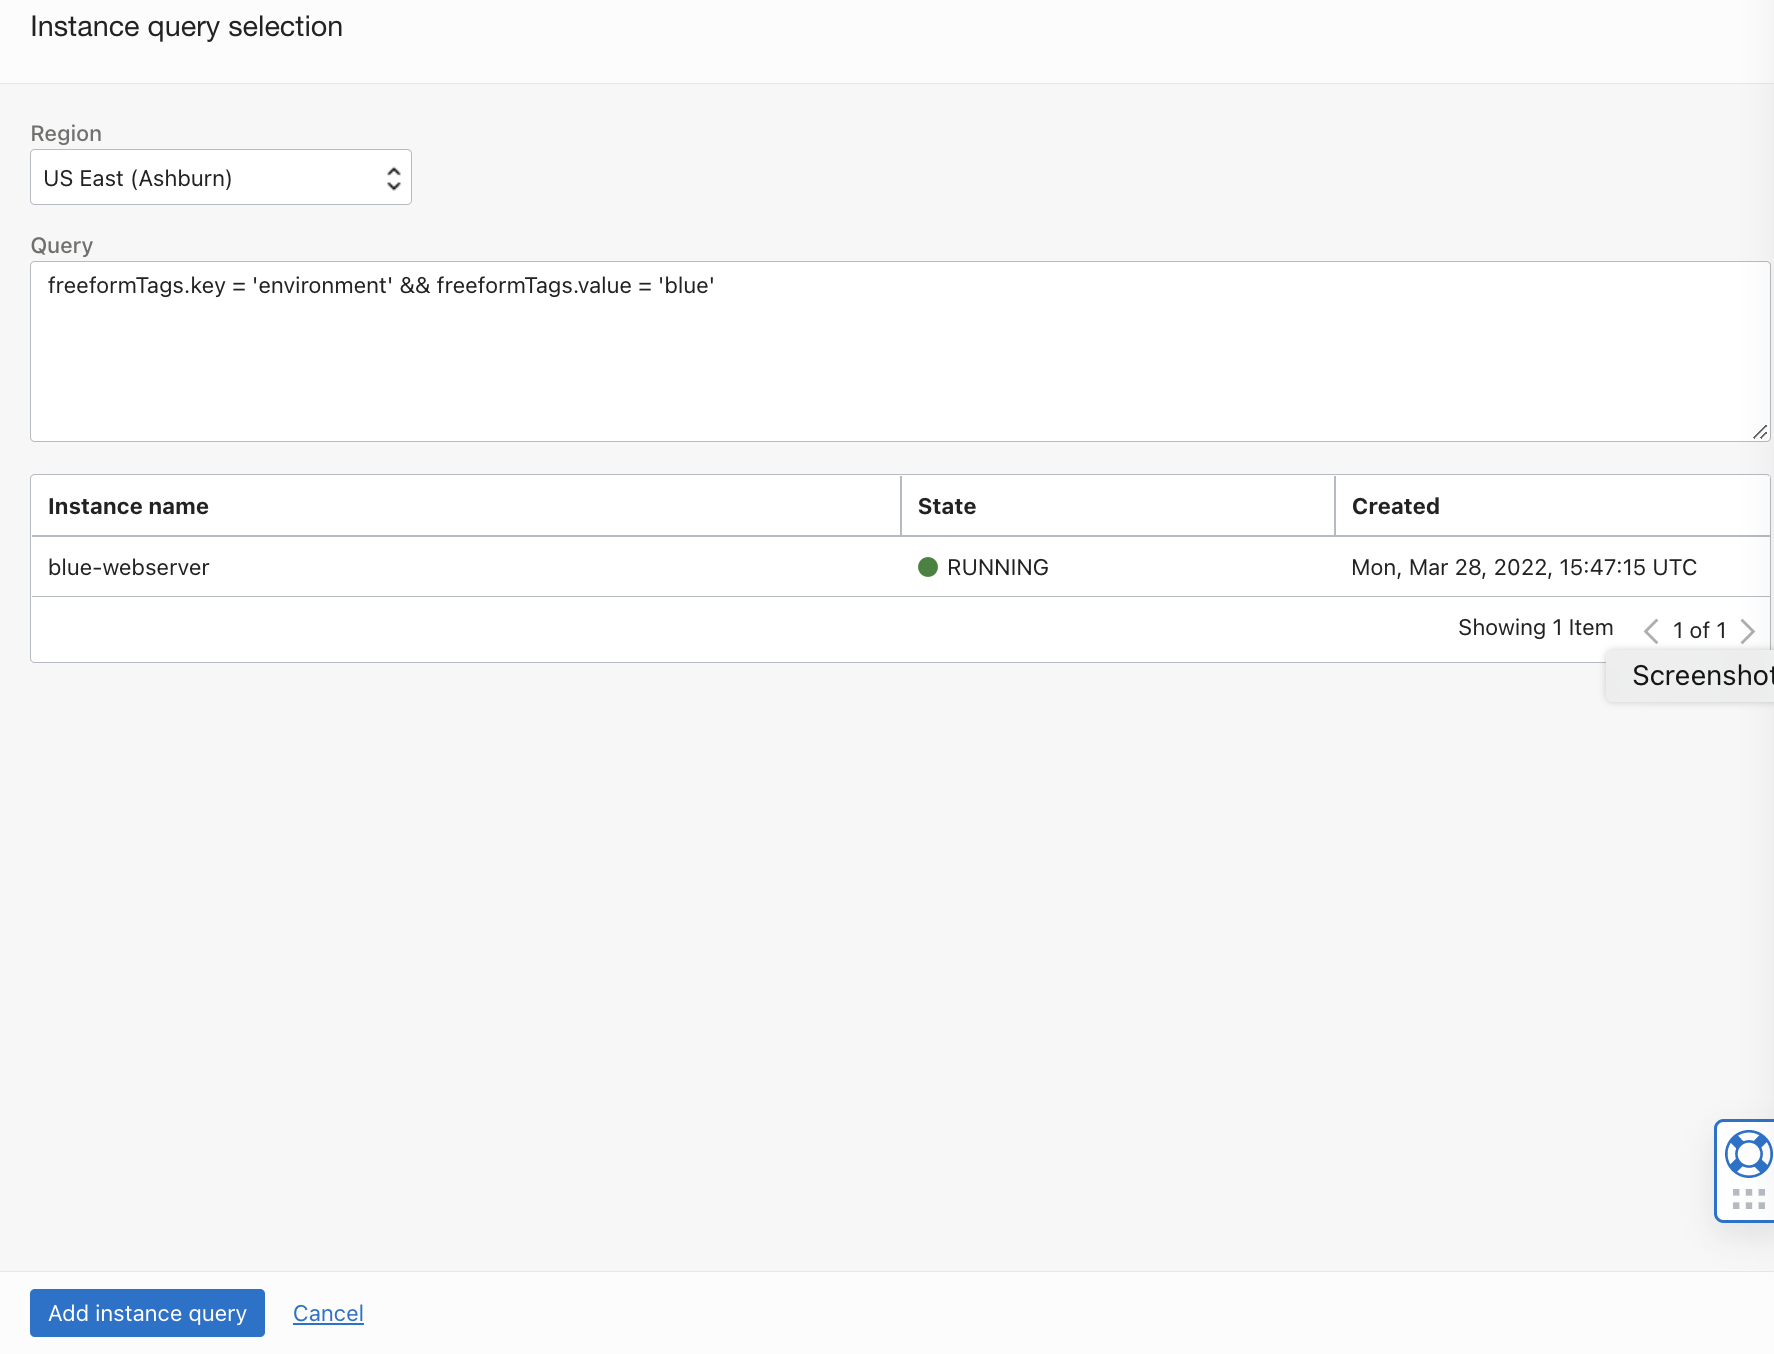 Instance query selection
Region
US East (Ashburn)
Query
freeformTags.key = 'environment' && freeformTags.value = 'blue'
Instance name State Created
blue-webserver RUNNING Mon, Mar 28, 2022, 15:47:15 UTC
Showing 1 Item 1 of 1
Screenshot
Add instance query Cancel